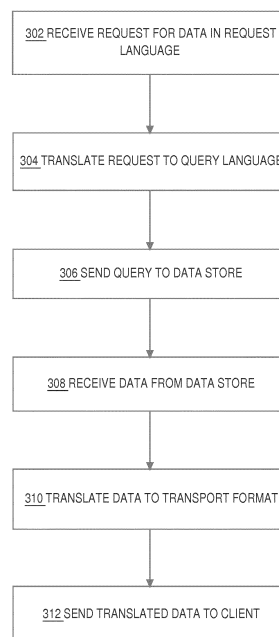 302 RECEIVE REQUEST FOR DATA IN REQUEST
LANGUAGE
304 TRANSLATE REQUEST TO QUERY LANGUAGE
306 SEND QUERY TO DATA STORE
308 RECEIVE DATA FROM DATA STORE
310 TRANSLATE DATA TO TRANSPORT FORMAT
312 SEND TRANSLATED DATA TO CLIENT